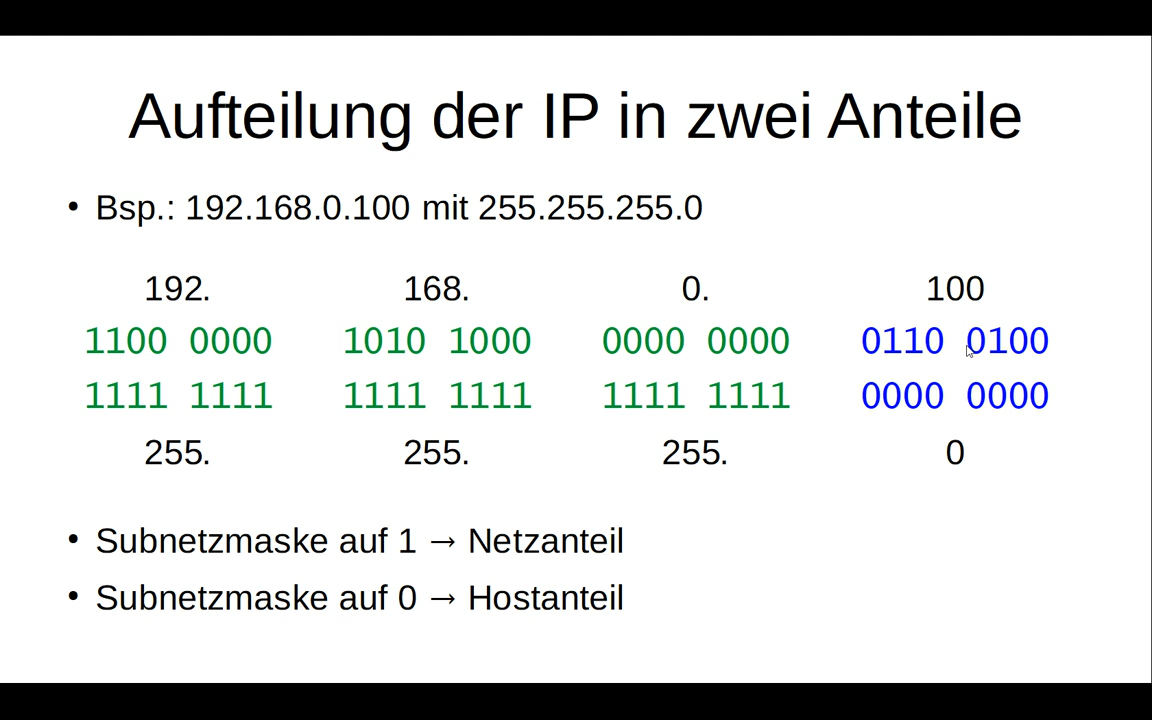 Aufteilung der IP in zwei Anteile
• Bsp.: 192.168.0.100 mit 255.255.255.0
192. 168. 0. 100
1100 0000 1010 1000 0000 0000 0110 0100
1111 1111 1111 1111 1111 1111 0000 0000
255. 255. 255. 0
• Subnetzmaske auf 1 → Netzanteil
• Subnetzmaske auf 0 → Hostanteil